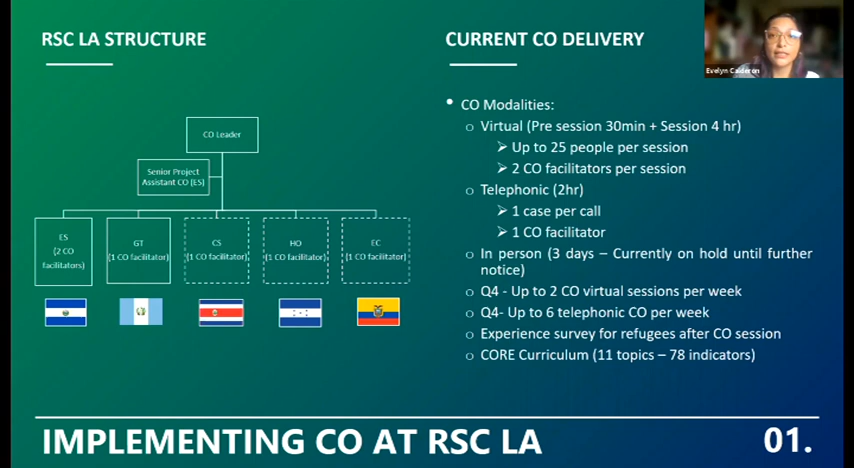 RSC LA STRUCTURE
CO Leader
Senior Project
Assistant CO (ES)
ES
(2 CO
facilitators)
GT
(1 CO facilitator)
CS
(1 CO facilitator)
HO
(1 CO facilitator)
EC
(1 CO facilitator)
CURRENT CO DELIVERY
Evelyn Calderon
• CO Modalities:
o Virtual (Pre session 30min + Session 4 hr)
➢ Up to 25 people per session
➢ 2 CO facilitators per session
o Telephonic (2hr)
➢ 1 case per call
➢ 1 CO facilitator
o In person (3 days – Currently on hold until further
notice)
o Q4 - Up to 2 CO virtual sessions per week
o Q4- Up to 6 telephonic CO per week
o Experience survey for refugees after CO session
o CORE Curriculum (11 topics – 78 indicators)
IMPLEMENTING CO AT RSC LA
01.